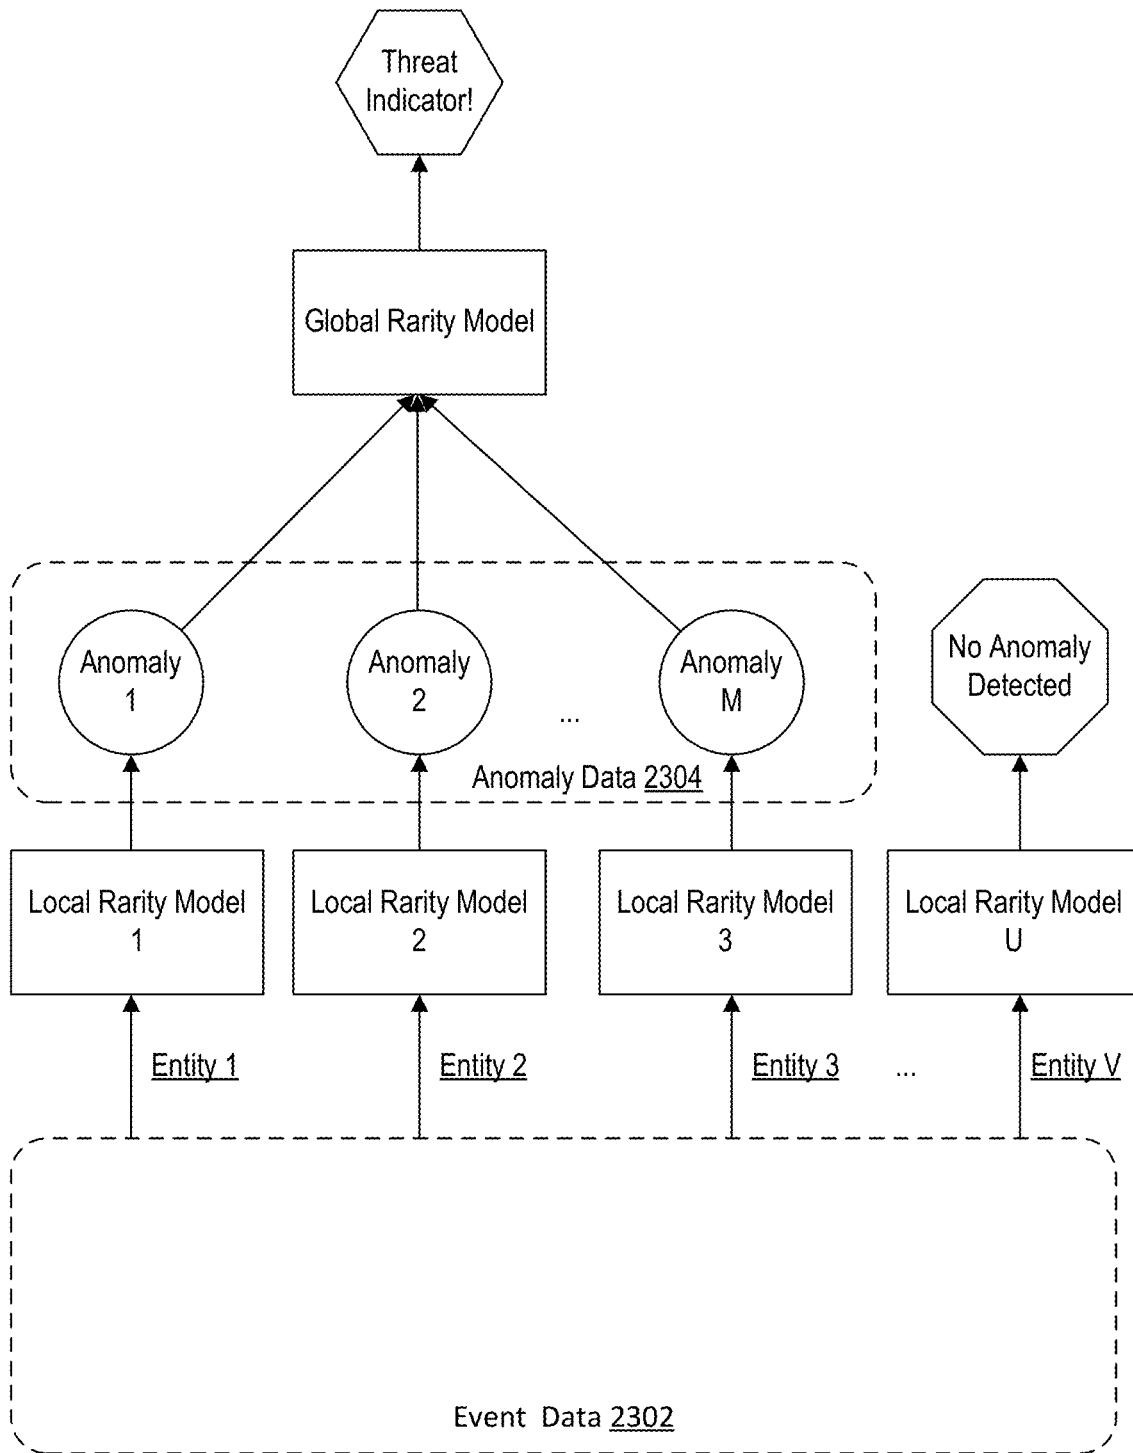 Threat
Indicator!
Global Rarity Model
Anomaly
1
Anomaly
2
...
Anomaly
M
No Anomaly
Detected
Anomaly Data 2304
Local Rarity Model
1
Local Rarity Model
2
Local Rarity Model
3
Local Rarity Model
U
Entity 1
Entity 2
Entity 3
...
Entity V
Event Data 2302